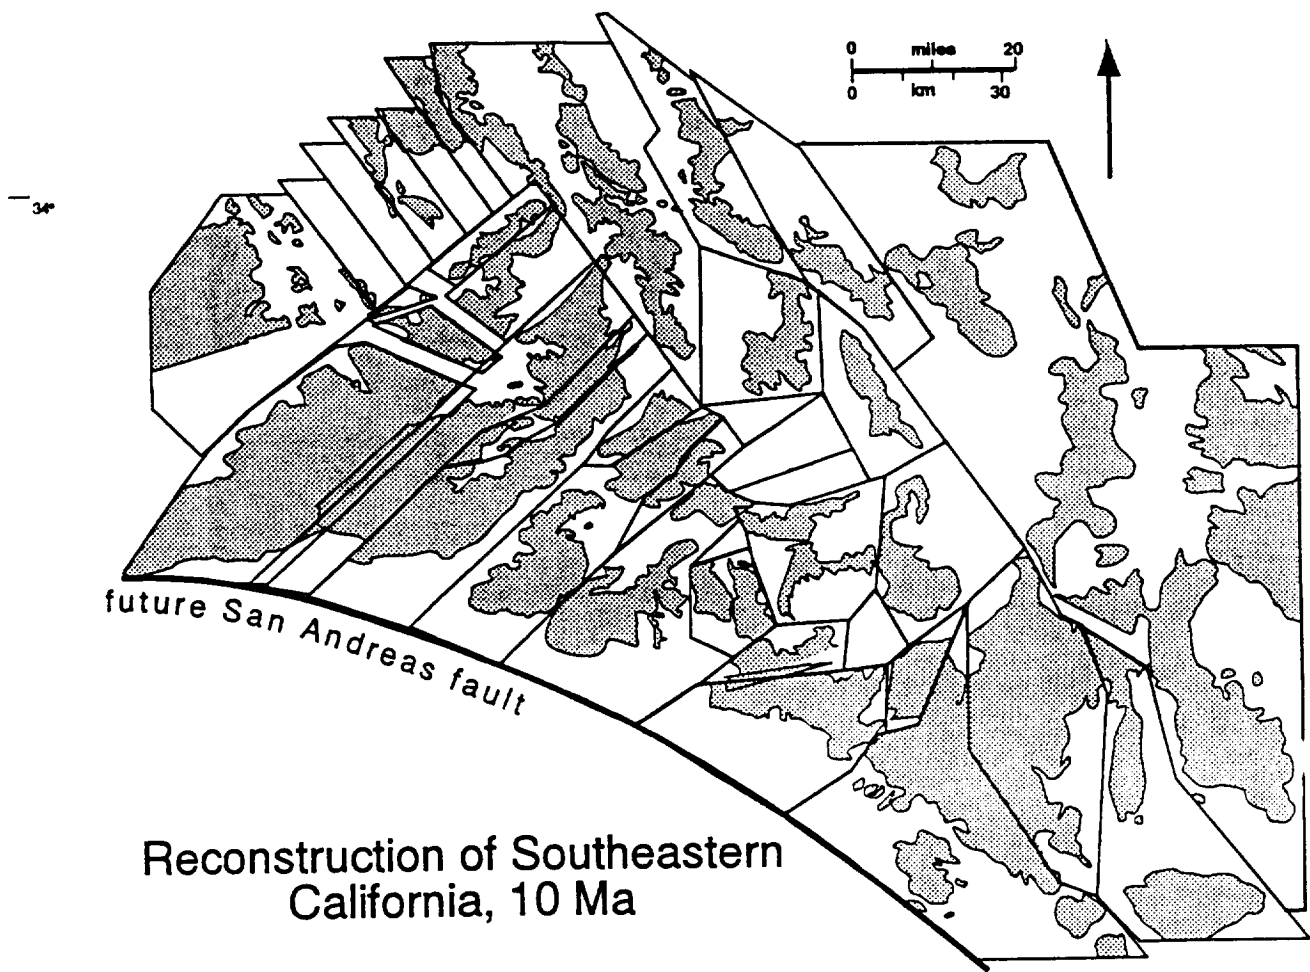 0 miles 20
0 km 30
34°
future San Andreas fault
Reconstruction of Southeastern
California, 10 Ma